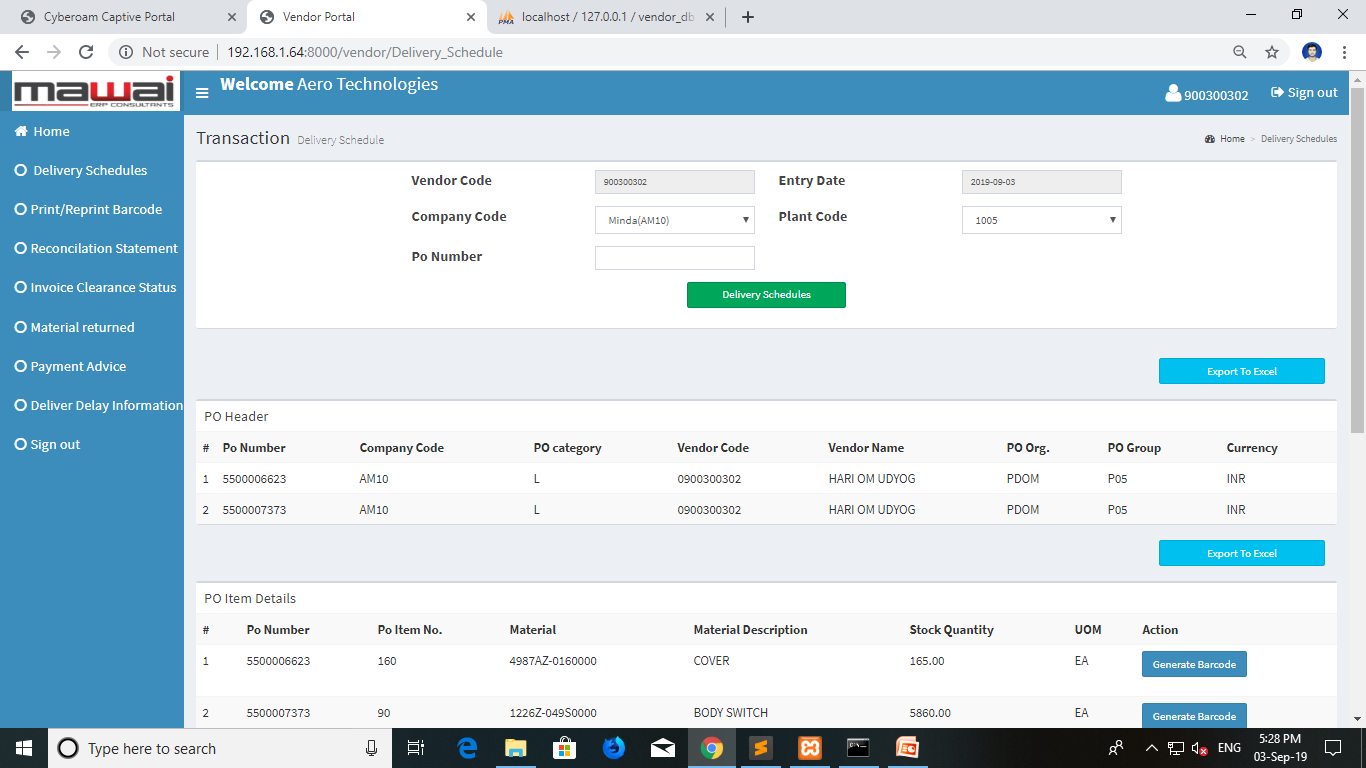 Cyberoam Captive Portal
Vendor Portal
PMA localhost / 127.0.0.1 / vendor_db
Not secure 192.168.1.64:8000/vendor/Delivery_Schedule
mawai
ERP CONSULTANTS
Welcome Aero Technologies
900300302 Sign out
Home
Delivery Schedules
Print/Reprint Barcode
Reconcilation Statement
Invoice Clearance Status
Material returned
Payment Advice
Deliver Delay Information
Sign out
Transaction Delivery Schedule
Home > Delivery Schedules
Vendor Code 900300302 Entry Date 2019-09-03
Company Code Minda(AM10) Plant Code 1005
Po Number
Delivery Schedules
Export To Excel
PO Header
# Po Number Company Code PO category Vendor Code Vendor Name PO Org. PO Group Currency
1 5500006623 AM10 L 0900300302 HARI OM UDYOG PDOM P05 INR
2 5500007373 AM10 L 0900300302 HARI OM UDYOG PDOM P05 INR
Export To Excel
PO Item Details
# Po Number Po Item No. Material Material Description Stock Quantity UOM Action
1 5500006623 160 4987AZ-0160000 COVER 165.00 EA Generate Barcode
2 5500007373 90 1226Z-049S0000 BODY SWITCH 5860.00 EA Generate Barcode
Type here to search
ENG
5:28 PM
03-Sep-19